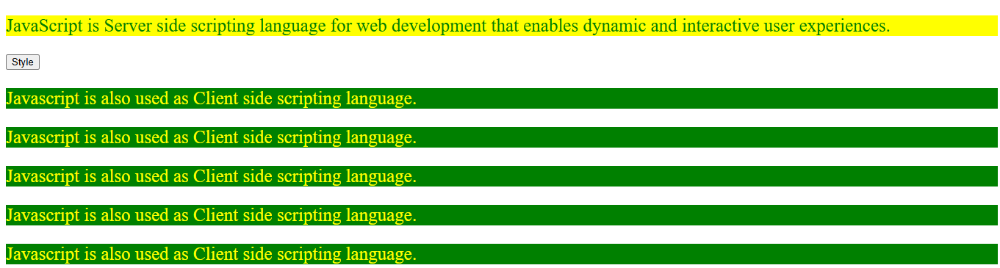 JavaScript is Server side scripting language for web development that enables dynamic and interactive user experiences.
Style
Javascript is also used as Client side scripting language.
Javascript is also used as Client side scripting language.
Javascript is also used as Client side scripting language.
Javascript is also used as Client side scripting language.
Javascript is also used as Client side scripting language.